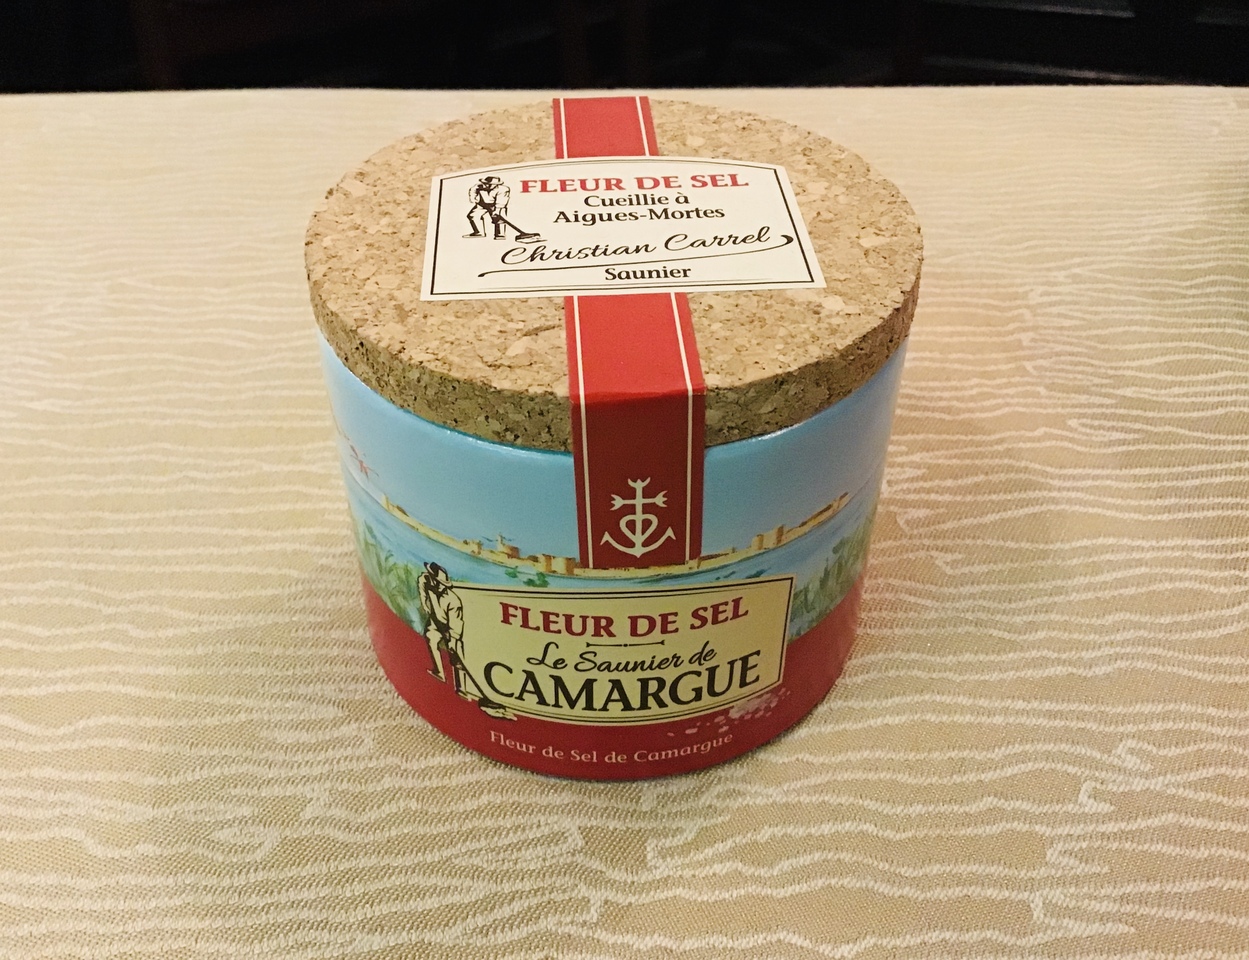 FLEUR DE SEL
Cueillie à
Aigues-Mortes
Christian Carrel
Saunier
FLEUR DE SEL
Le Saunier de
CAMARGUE
Fleur de Sel de Camargue